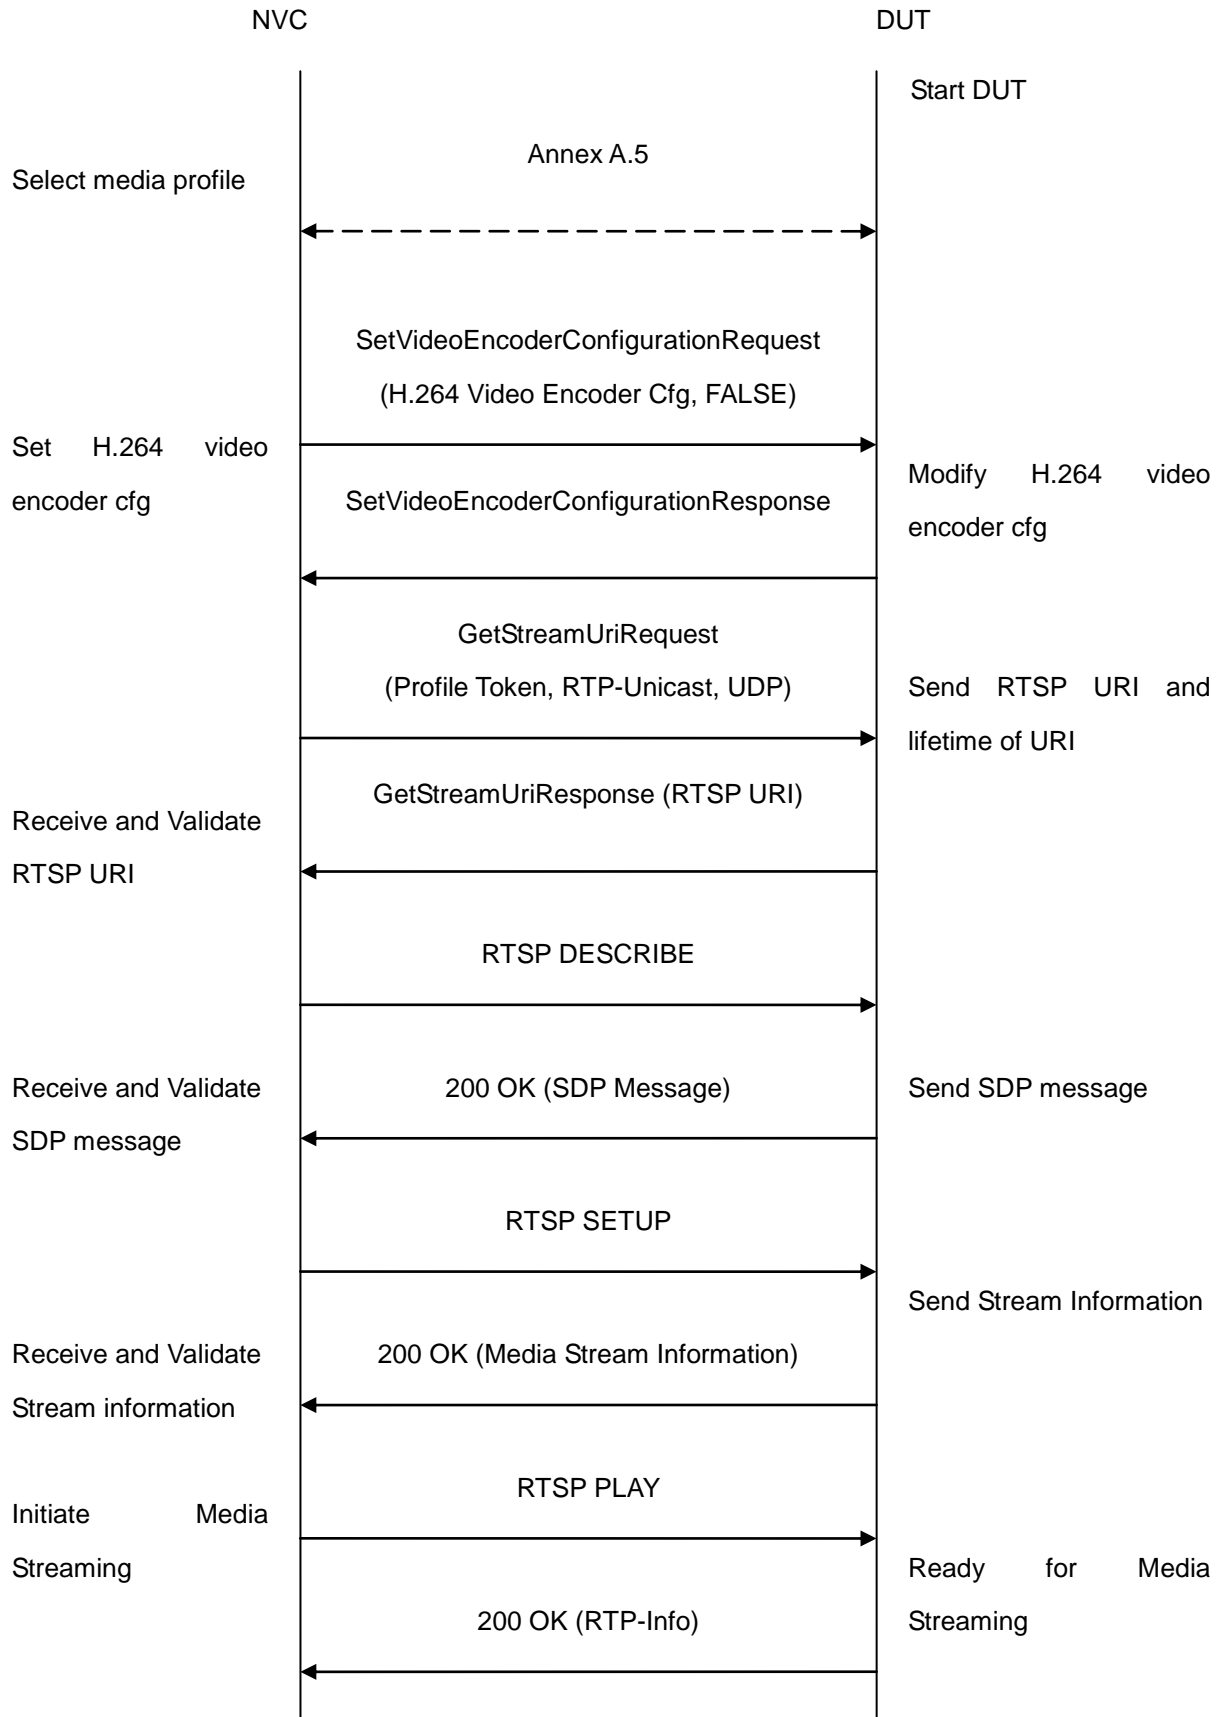 NVC
DUT
Start DUT
Annex A.5
Select media profile
SetVideoEncoderConfigurationRequest
(H.264 Video Encoder Cfg, FALSE)
Set H.264 video
encoder cfg
Modify H.264 video
encoder cfg
SetVideoEncoderConfigurationResponse
GetStreamUriRequest
(Profile Token, RTP-Unicast, UDP)
Send RTSP URI and
lifetime of URI
GetStreamUriResponse (RTSP URI)
Receive and Validate
RTSP URI
RTSP DESCRIBE
Receive and Validate
SDP message
200 OK (SDP Message)
Send SDP message
RTSP SETUP
Send Stream Information
Receive and Validate
Stream information
200 OK (Media Stream Information)
RTSP PLAY
Initiate Media
Streaming
Ready for Media
Streaming
200 OK (RTP-Info)